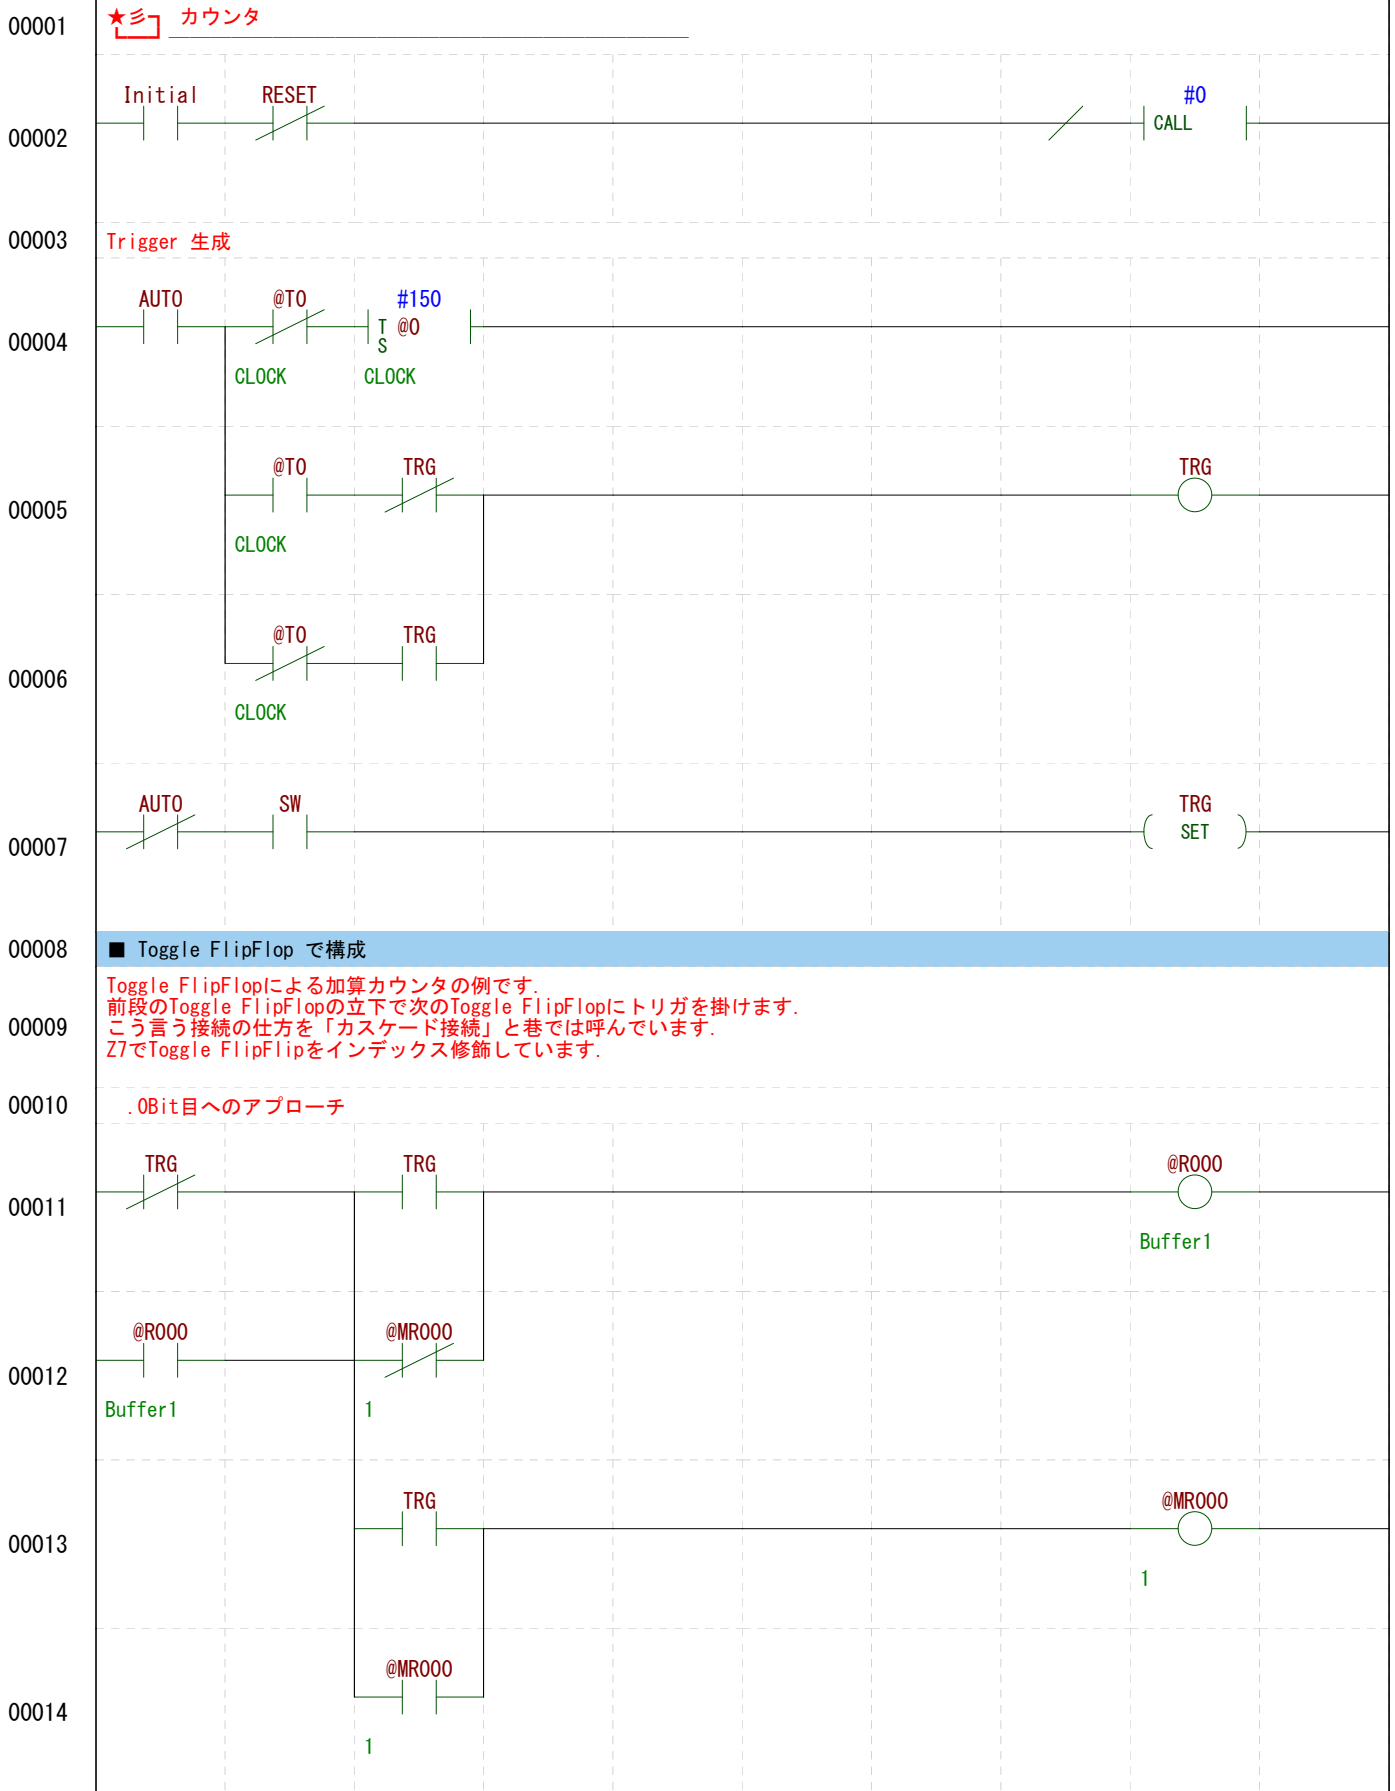 00001
★彡┐ カウンタ
Initial RESET #0
CALL
00002
00003
Trigger 生成
AUTO @T0 #150
T @0
S
00004
CLOCK CLOCK
@T0 TRG TRG
00005
CLOCK
@T0 TRG
00006
CLOCK
AUTO SW TRG
SET
00007
00008
■ Toggle FlipFlop で構成
Toggle FlipFlopによる加算カウンタの例です.
前段のToggle FlipFlopの立下で次のToggle FlipFlopにトリガを掛けます.
00009
こう言う接続の仕方を「カスケード接続」と巷では呼んでいます.
Z7でToggle FlipFlipをインデックス修飾しています.
00010
.0Bit目へのアプローチ
TRG TRG @R000
00011
Buffer1
@R000 @MR000
00012
Buffer1 1
TRG @MR000
00013
1
@MR000
00014
1